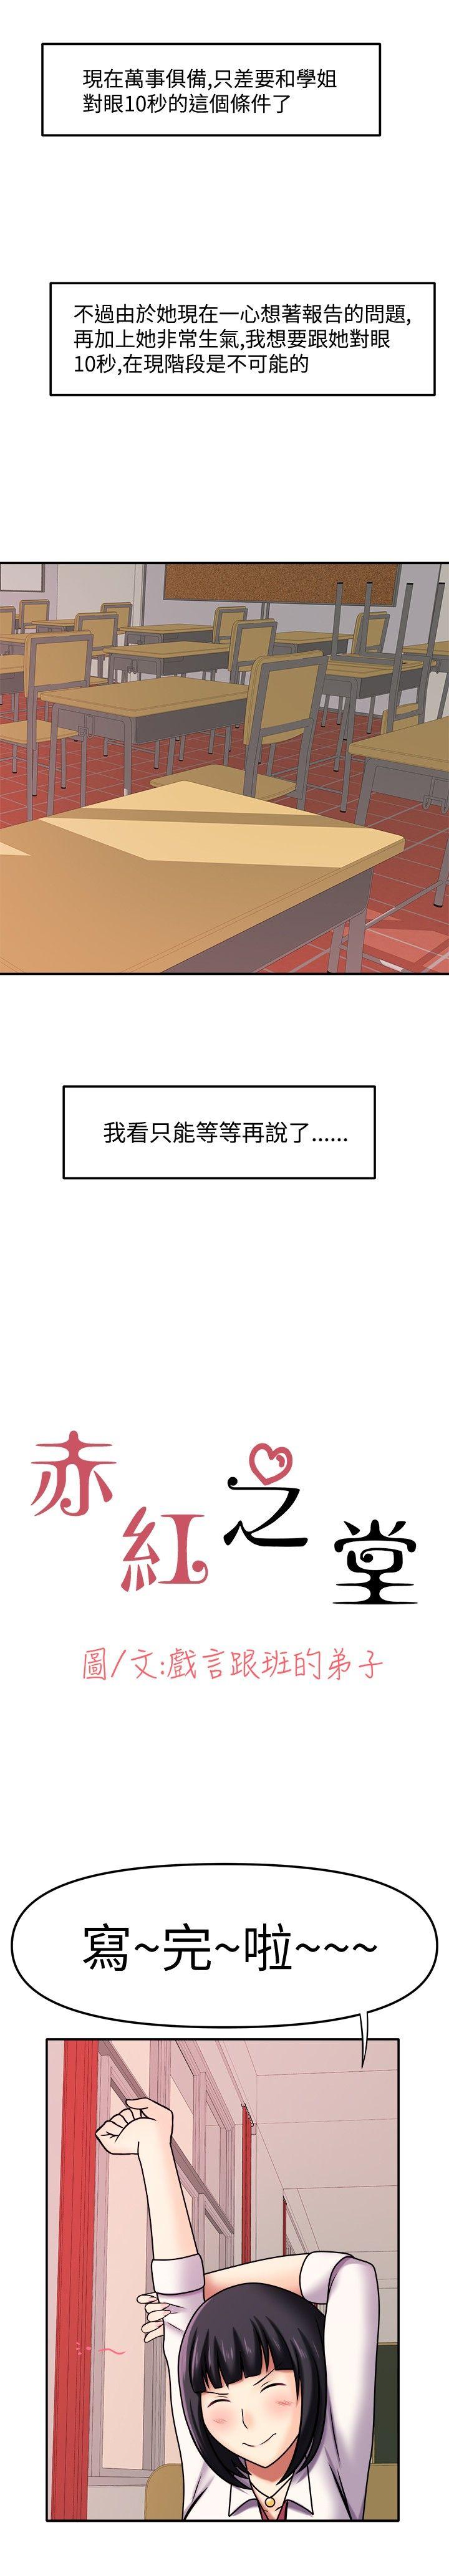 現在萬事俱備,只差要和學姐
對眼10秒的這個條件了
不過由於她現在一心想著報告的問題,
再加上她非常生氣,我想要跟她對眼
10秒,在現階段是不可能的
我看只能等等再說了......
赤紅之堂
圖/文:戲言跟班的弟子
寫~完~啦~~~